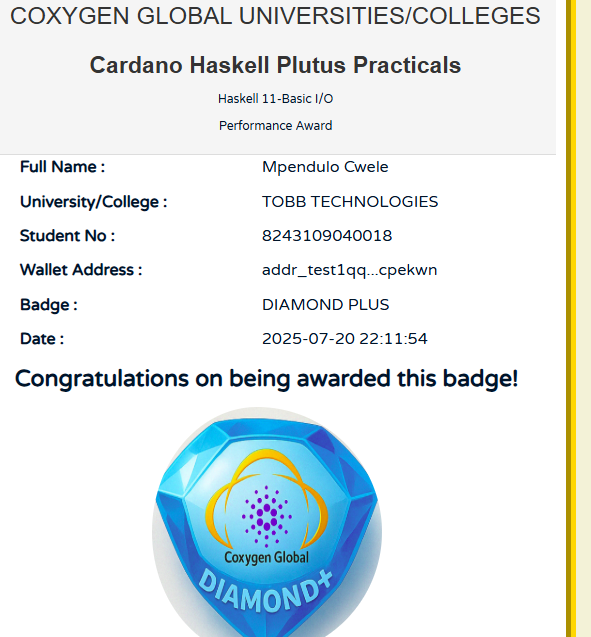 COXYGEN GLOBAL UNIVERSITIES/COLLEGES
Cardano Haskell Plutus Practicals
Haskell 11-Basic I/O
Performance Award
Full Name : Mpendulo Cwele
University/College : TOBB TECHNOLOGIES
Student No : 8243109040018
Wallet Address : addr_test1qq...cpekwn
Badge : DIAMOND PLUS
Date : 2025-07-20 22:11:54
Congratulations on being awarded this badge!
Coxygen Global
DIAMOND+